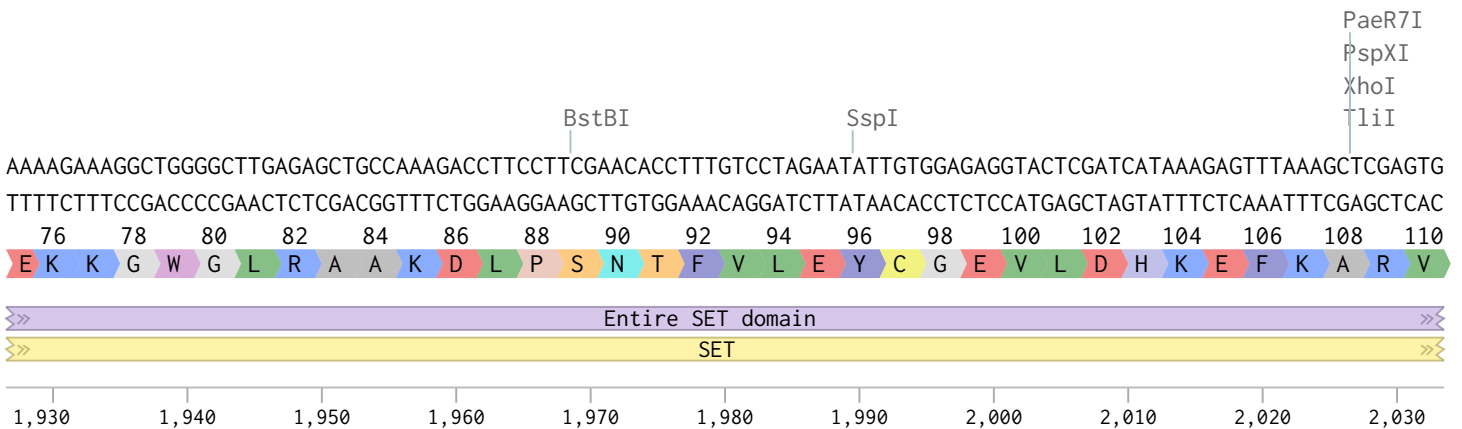 PaeR7I
PspXI
XhoI
BstBI SspI TliI
AAAAGAAAGGCTGGGGCTTGAGAGCTGCCAAAGACCTTCCTTCGAACACCTTTGTCCTAGAATATTGTGGAGAGGTACTCGATCATAAAGAGTTTAAAGCTCGAGTG
TTTTCTTTCCGACCCCGAACTCTCGACGGTTTCTGGAAGGAAGCTTGTGGAAACAGGATCTTATAACACCTCTCCATGAGCTAGTATTTCTCAAATTTCGAGCTCAC
76 78 80 82 84 86 88 90 92 94 96 98 100 102 104 106 108 110
E K K G W G L R A A K D L P S N T F V L E Y C G E V L D H K E F K A R V
Entire SET domain
SET
1,930 1,940 1,950 1,960 1,970 1,980 1,990 2,000 2,010 2,020 2,030